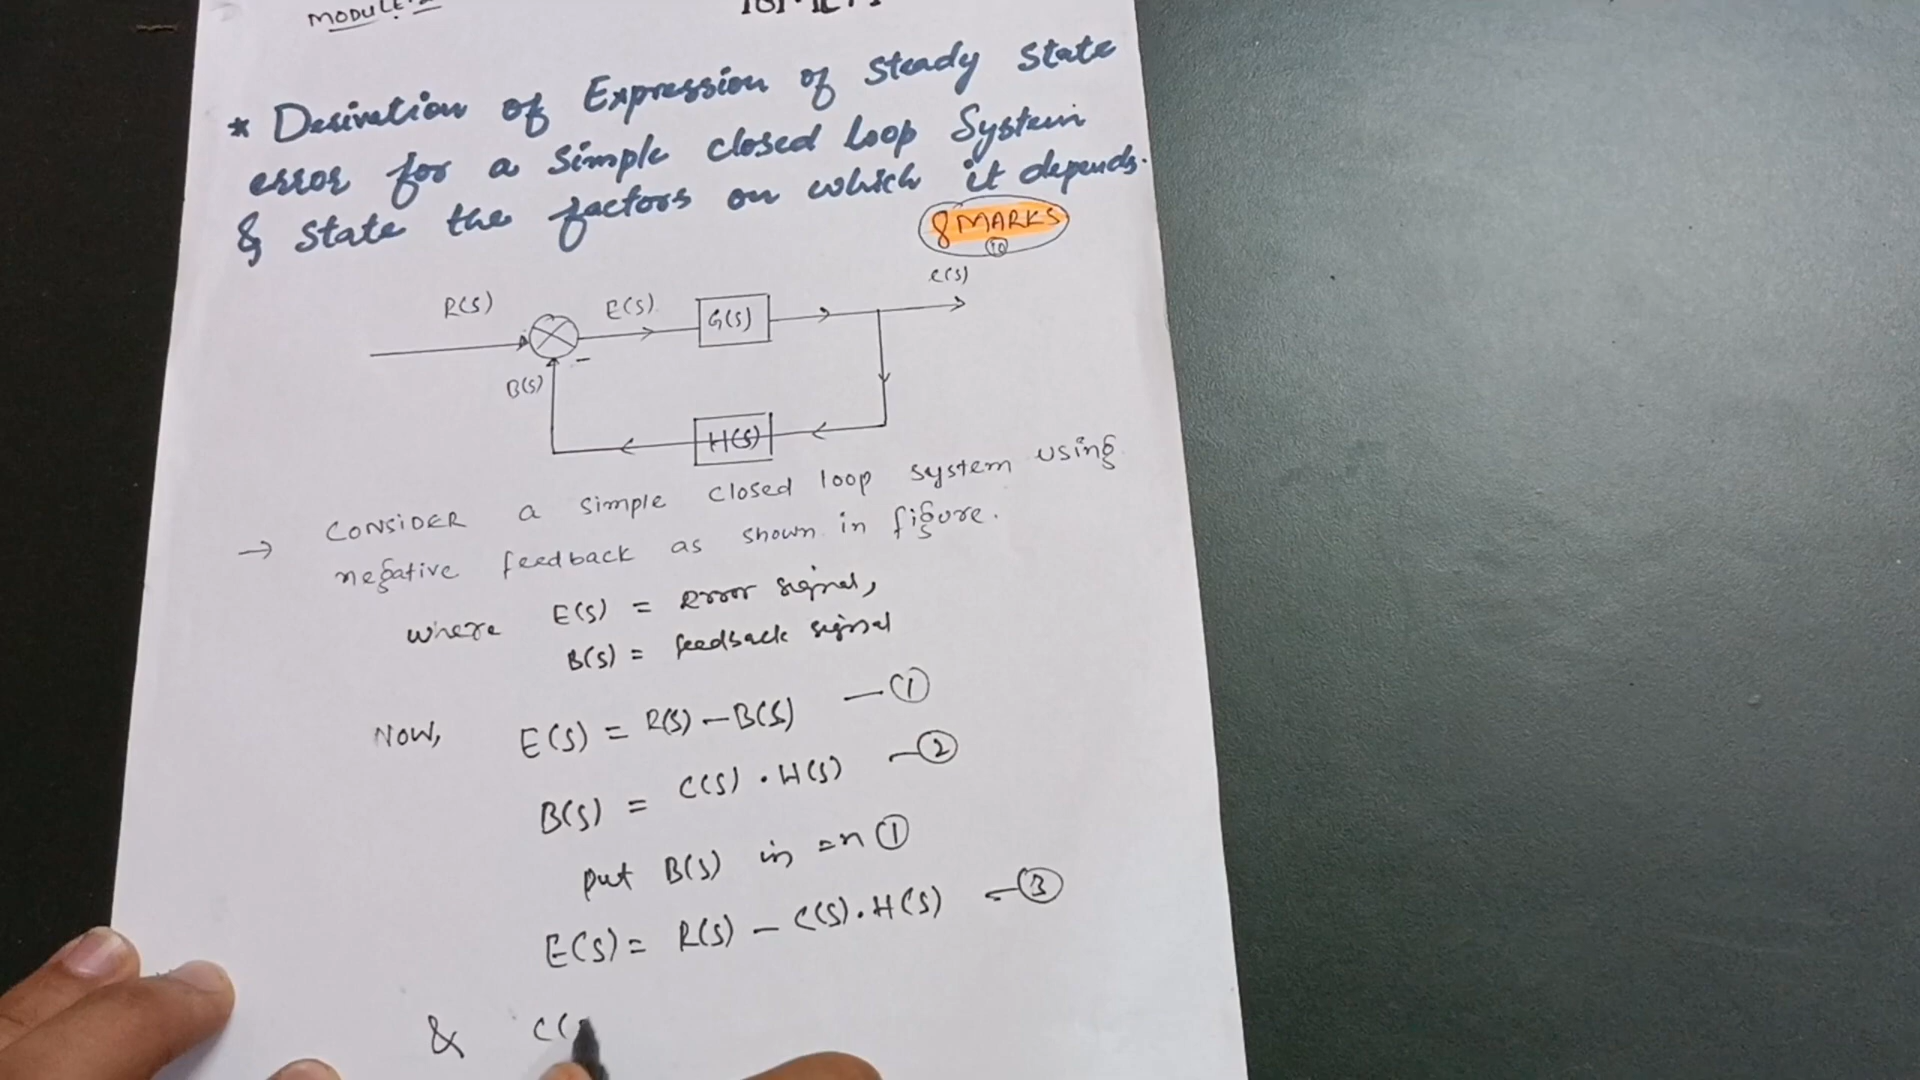 MODULE
* Derivation of Expression of Steady State
error for a Simple closed loop System
& State the factors on which it depends.
8 MARKS
10
R(S)
E(S)
G(S)
C(S)
B(S)
-
H(S)
→ CONSIDER a simple closed loop system using
negative feedback as shown in figure.
where E(S) = error signal,
B(S) = feedback signal
NOW, E(S) = R(S) - B(S) - ①
B(S) = C(S) . H(S) - ②
put B(S) in =n ①
E(S) = R(S) - C(S) . H(S) - ③
& C(